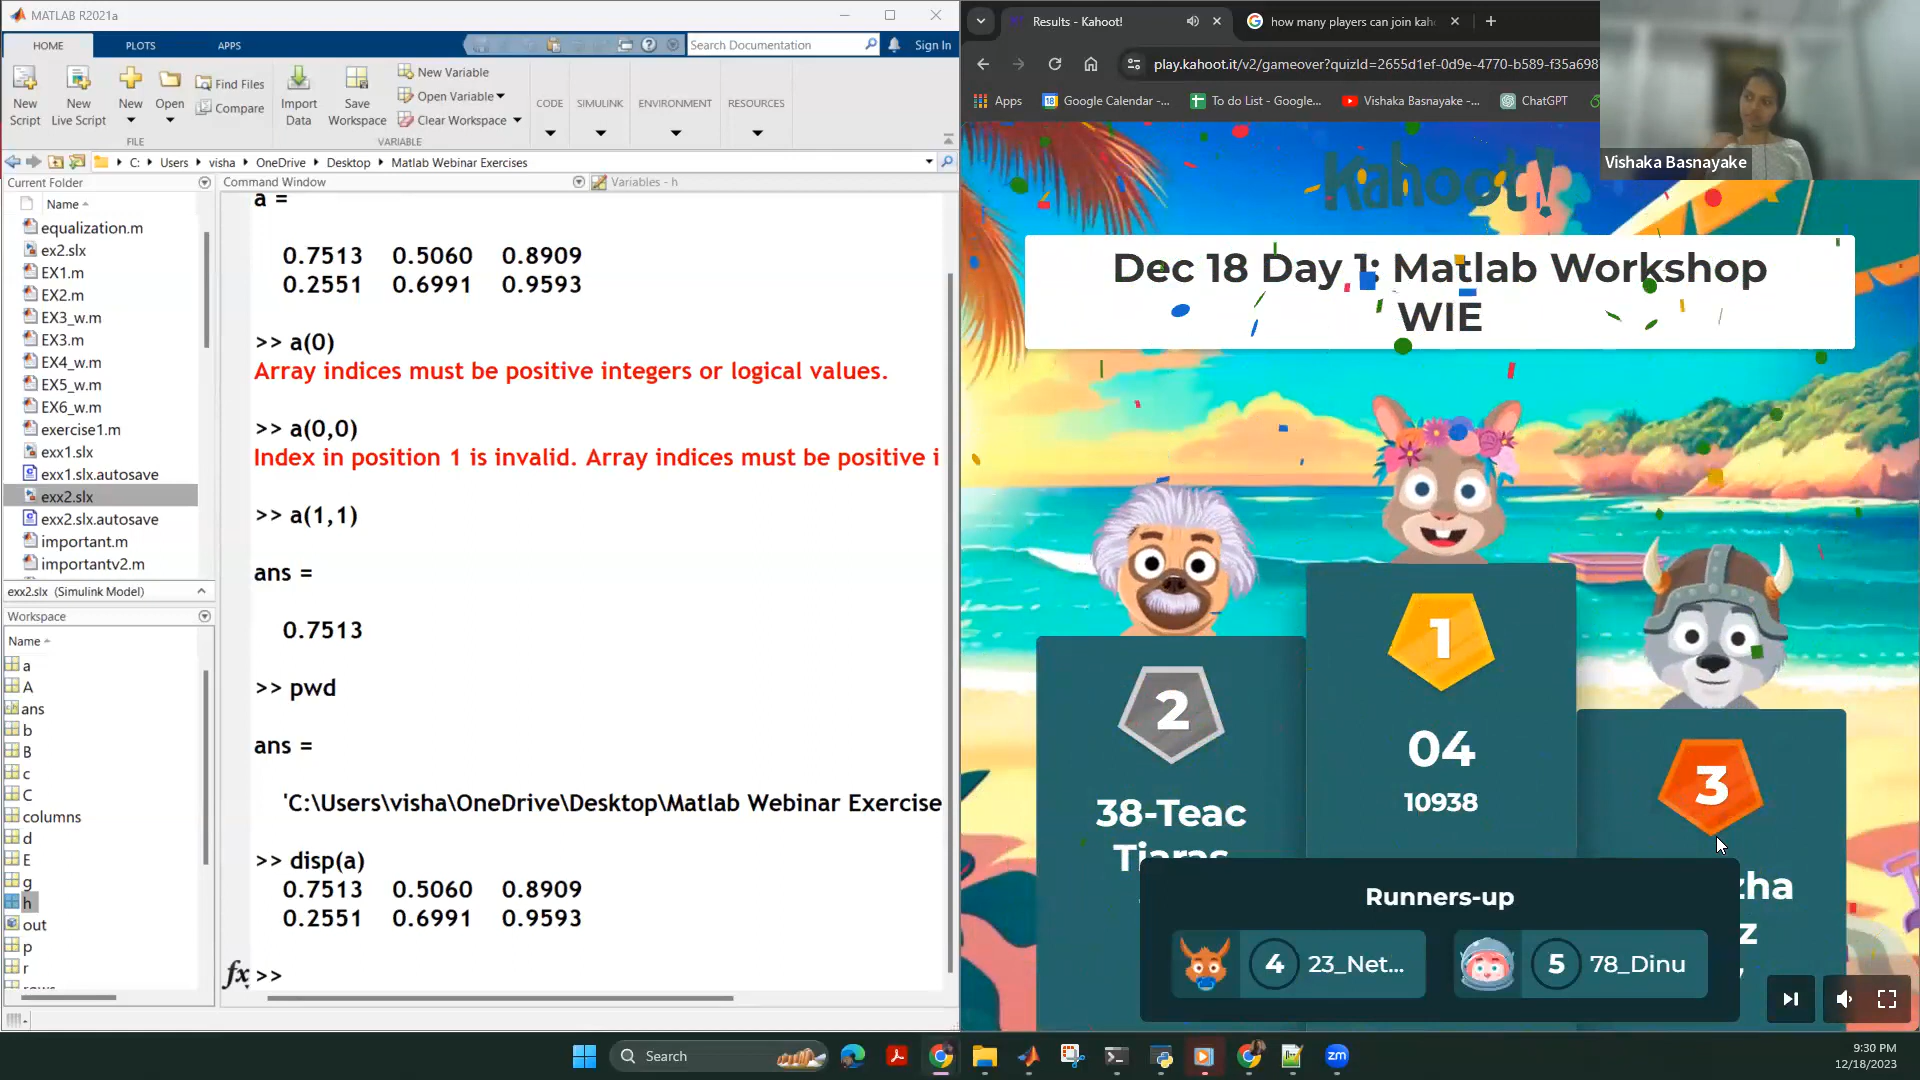 MATLAB R2021a
HOME
PLOTS
APPS
Search Documentation
Sign In
New Script
New Live Script
New
Open
Find Files
Compare
Import Data
Save Workspace
New Variable
Open Variable
Clear Workspace
CODE
SIMULINK
ENVIRONMENT
RESOURCES
FILE
VARIABLE
C: Users visha OneDrive Desktop Matlab Webinar Exercises
Current Folder
Name
equalization.m
ex2.slx
EX1.m
EX2.m
EX3_w.m
EX3.m
EX4_w.m
EX5_w.m
EX6_w.m
exercise1.m
exx1.slx
exx1.slx.autosave
exx2.slx
exx2.slx.autosave
important.m
importantv2.m
exx2.slx (Simulink Model)
Workspace
Name
a
A
ans
b
B
c
C
columns
d
E
g
h
out
p
r
Command Window
Variables - h
a =
0.7513 0.5060 0.8909
0.2551 0.6991 0.9593
>> a(0)
Array indices must be positive integers or logical values.
>> a(0,0)
Index in position 1 is invalid. Array indices must be positive i
>> a(1,1)
ans =
0.7513
>> pwd
ans =
'C:\Users\visha\OneDrive\Desktop\Matlab Webinar Exercise
>> disp(a)
0.7513 0.5060 0.8909
0.2551 0.6991 0.9593
fx >>
Results - Kahoot!
how many players can join kah
play.kahoot.it/v2/gameover?quizId=2655d1ef-0d9e-4770-b589-f35a698
Apps
Google Calendar -...
To do List - Google...
Vishaka Basnayake -...
ChatGPT
Vishaka Basnayake
Kahoot!
Dec 18 Day 1: Matlab Workshop
WIE
1
04
10938
2
38-Teac
Tiaras
3
zha
z
Runners-up
4 23_Net...
5 78_Dinu
Search
zm
9:30 PM
12/18/2023